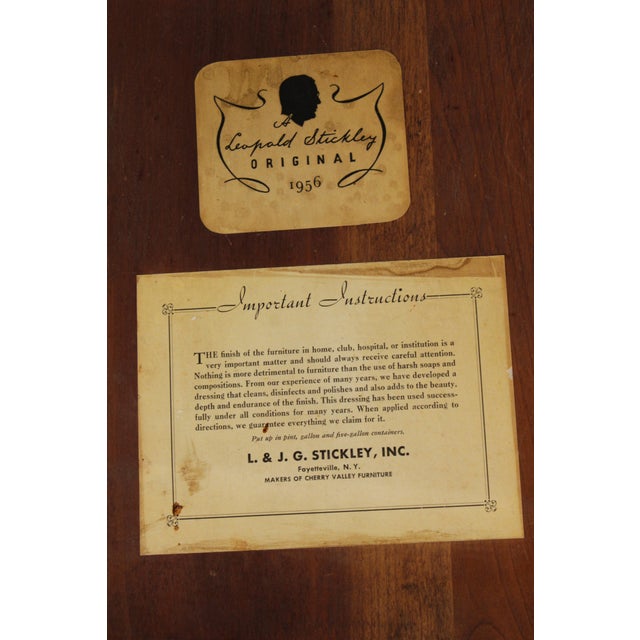 A
Leopold Stickley
ORIGINAL
1956
Important Instructions
THE finish of the furniture in home, club, hospital, or institution is a
very important matter and should always receive careful attention.
Nothing is more detrimental to furniture than the use of harsh soaps and
compositions. From our experience of many years, we have developed a
dressing that cleans, disinfects and polishes and also adds to the beauty,
depth and endurance of the finish. This dressing has been used success-
fully under all conditions for many years. When applied according to
directions, we guarantee everything we claim for it.
Put up in pint, gallon and five-gallon containers.
L. & J. G. STICKLEY, INC.
Fayetteville, N. Y.
MAKERS OF CHERRY VALLEY FURNITURE